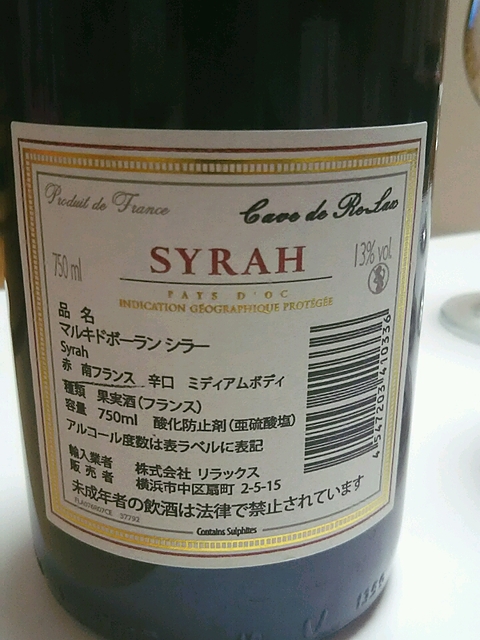 Produit de France
Cave de Re-Lax
SYRAH
750 ml
13% vol.
PAYS D'OC
INDICATION GÉOGRAPHIQUE PROTÉGÉE
品 名
マルキドボーラン シラー
Syrah
赤 南フランス 辛口 ミディアムボディ
種類 果実酒(フランス)
容量 750ml 酸化防止剤(亜硫酸塩)
アルコール度数は表ラベルに表記
輸入業者 株式会社 リラックス
販 売 者 横浜市中区扇町 2-5-15
未成年者の飲酒は法律で禁止されています
Contains Sulphites
4 547203 410336